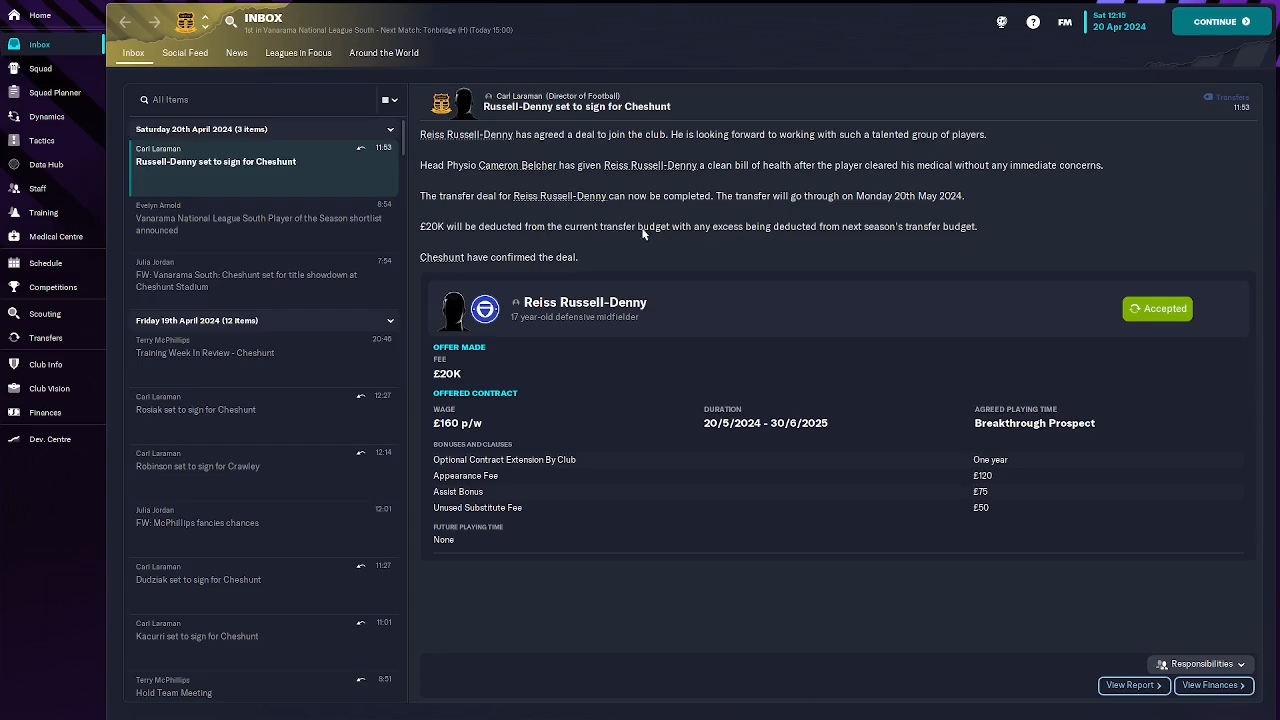 Home
Inbox
Squad
Squad Planner
Dynamics
Tactics
Data Hub
Staff
Training
Medical Centre
Schedule
Competitions
Scouting
Transfers
Club Info
Club Vision
Finances
Dev. Centre
INBOX
1st in Vanarama National League South - Next Match: Tonbridge (H) (Today 15:00)
FM
Sat 12:15
20 Apr 2024
CONTINUE
Inbox
Social Feed
News
Leagues in Focus
Around the World
All Items
Saturday 20th April 2024 (3 items)
Carl Laraman 11:53
Russell-Denny set to sign for Cheshunt
Evelyn Arnold 8:54
Vanarama National League South Player of the Season shortlist
announced
Julia Jordan 7:54
FW: Vanarama South: Cheshunt set for title showdown at
Cheshunt Stadium
Friday 19th April 2024 (12 items)
Terry McPhillips 20:46
Training Week In Review - Cheshunt
Carl Laraman 12:27
Rosiak set to sign for Cheshunt
Carl Laraman 12:14
Robinson set to sign for Crawley
Julia Jordan 12:01
FW: McPhillips fancies chances
Carl Laraman 11:27
Dudziak set to sign for Cheshunt
Carl Laraman 11:01
Kacurri set to sign for Cheshunt
Terry McPhillips 8:51
Hold Team Meeting
Carl Laraman (Director of Football)
Russell-Denny set to sign for Cheshunt
Transfers
11:53
Reiss Russell-Denny has agreed a deal to join the club. He is looking forward to working with such a talented group of players.
Head Physio Cameron Belcher has given Reiss Russell-Denny a clean bill of health after the player cleared his medical without any immediate concerns.
The transfer deal for Reiss Russell-Denny can now be completed. The transfer will go through on Monday 20th May 2024.
£20K will be deducted from the current transfer budget with any excess being deducted from next season's transfer budget.
Cheshunt have confirmed the deal.
Reiss Russell-Denny
17 year-old defensive midfielder
Accepted
OFFER MADE
FEE
£20K
OFFERED CONTRACT
WAGE DURATION AGREED PLAYING TIME
£160 p/w 20/5/2024 - 30/6/2025 Breakthrough Prospect
BONUSES AND CLAUSES
Optional Contract Extension By Club One year
Appearance Fee £120
Assist Bonus £75
Unused Substitute Fee £50
FUTURE PLAYING TIME
None
Responsibilities
View Report
View Finances